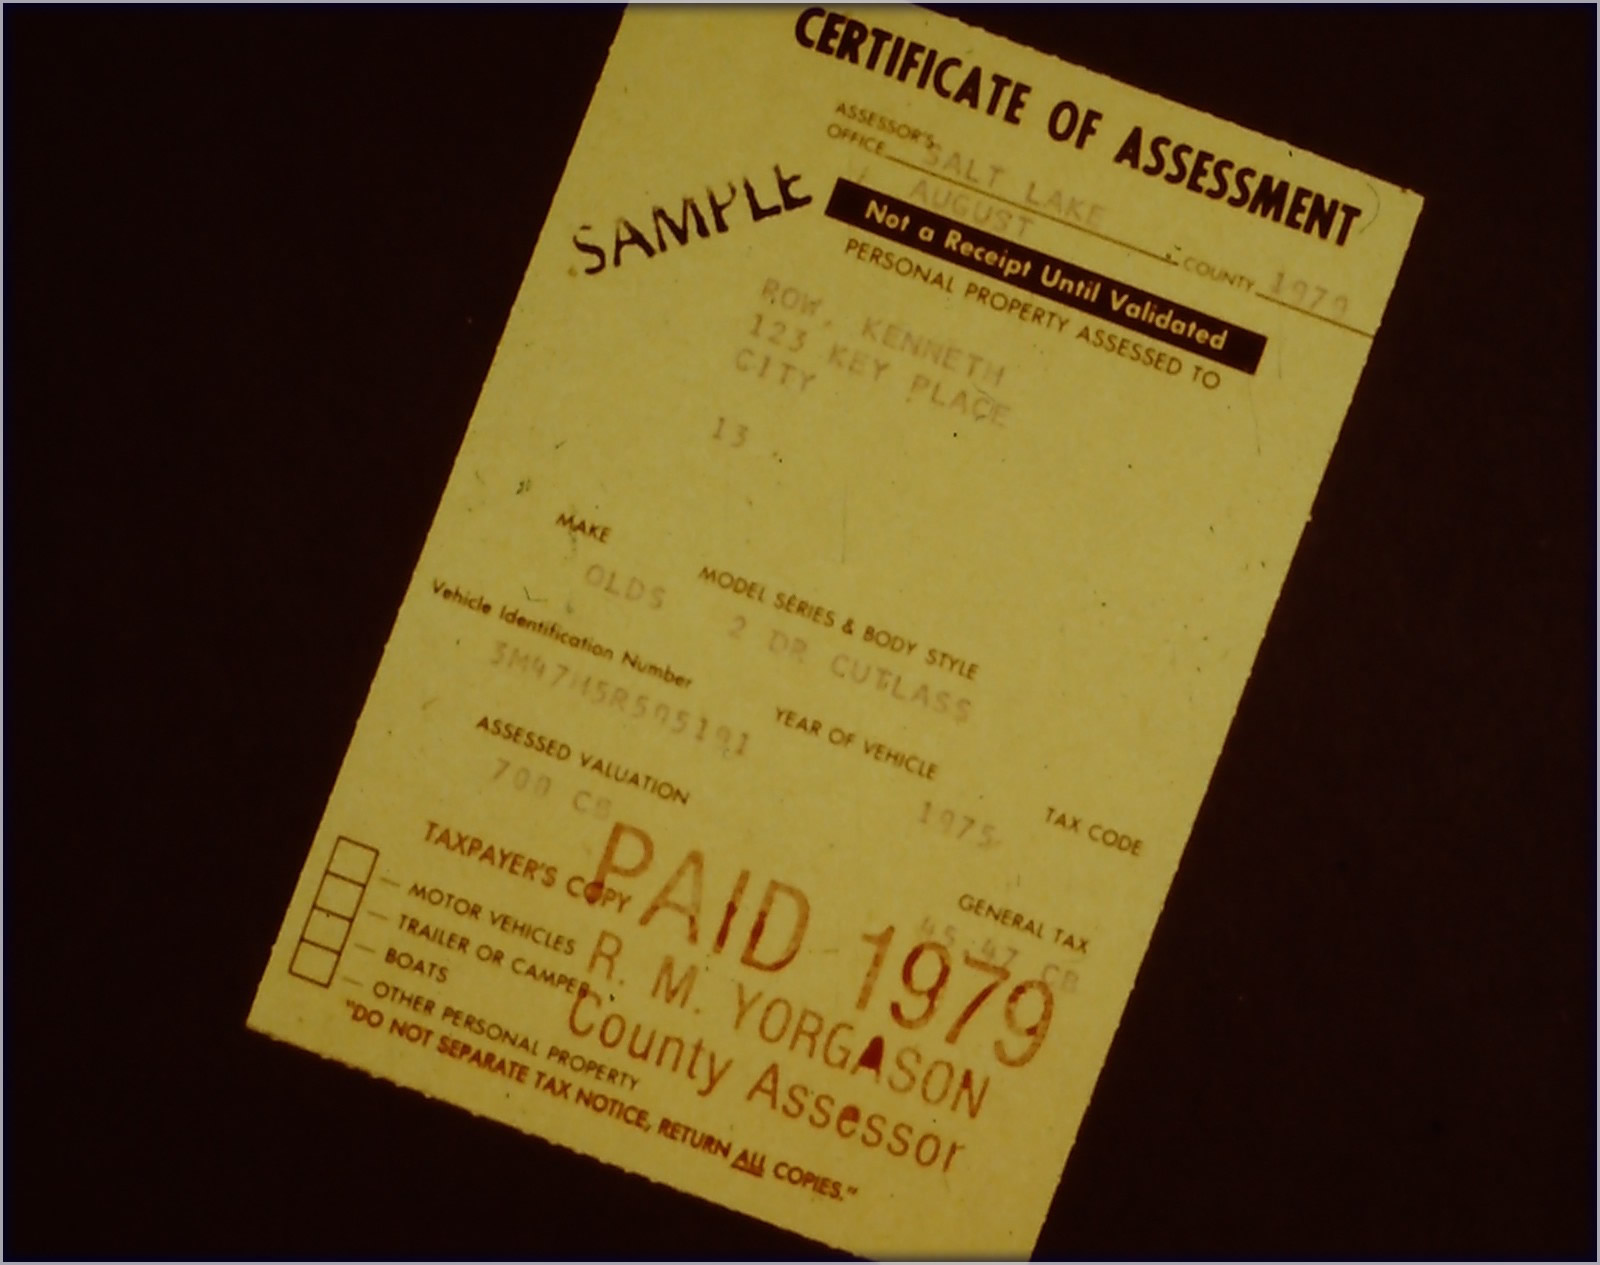 CERTIFICATE OF ASSESSMENT
ASSESSOR'S
OFFICE SALT LAKE COUNTY 1979
AUGUST
SAMPLE
Not a Receipt Until Validated
PERSONAL PROPERTY ASSESSED TO
ROW, KENNETH
123 KEY PLACE
CITY
13
MAKE MODEL SERIES & BODY STYLE
OLDS 2 DR CUTLASS
Vehicle Identification Number YEAR OF VEHICLE TAX CODE
1975
ASSESSED VALUATION GENERAL TAX
700 CB 45.47 CB
TAXPAYER'S COPY
PAID 1979
R. M. YORGASON
County Assessor
MOTOR VEHICLES
TRAILER OR CAMPER
BOATS
OTHER PERSONAL PROPERTY
"DO NOT SEPARATE TAX NOTICE, RETURN ALL COPIES."